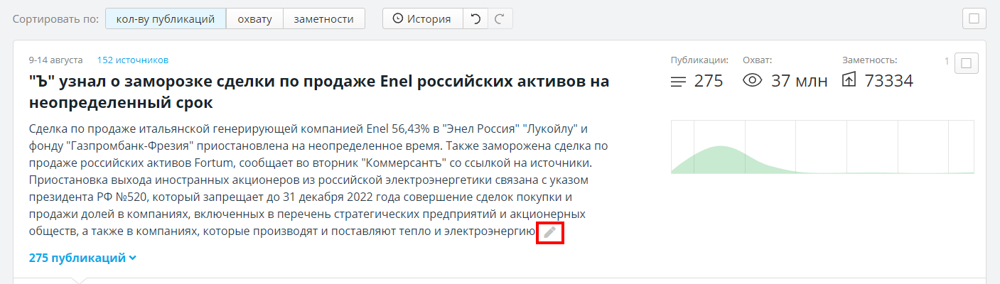 Сортировать по: кол-ву публикаций охвату заметности История
9-14 августа 152 источников
"Ъ" узнал о заморозке сделки по продаже Enel российских активов на
неопределенный срок
Сделка по продаже итальянской генерирующей компанией Enel 56,43% в "Энел Россия" "Лукойлу" и
фонду "Газпромбанк-Фрезия" приостановлена на неопределенное время. Также заморожена сделка по
продаже российских активов Fortum, сообщает во вторник "Коммерсантъ" со ссылкой на источники.
Приостановка выхода иностранных акционеров из российской электроэнергетики связана с указом
президента РФ №520, который запрещает до 31 декабря 2022 года совершение сделок покупки и
продажи долей в компаниях, включенных в перечень стратегических предприятий и акционерных
обществ, а также в компаниях, которые производят и поставляют тепло и электроэнергию
275 публикаций
Публикации: Охват: Заметность: 1
275 37 млн 73334